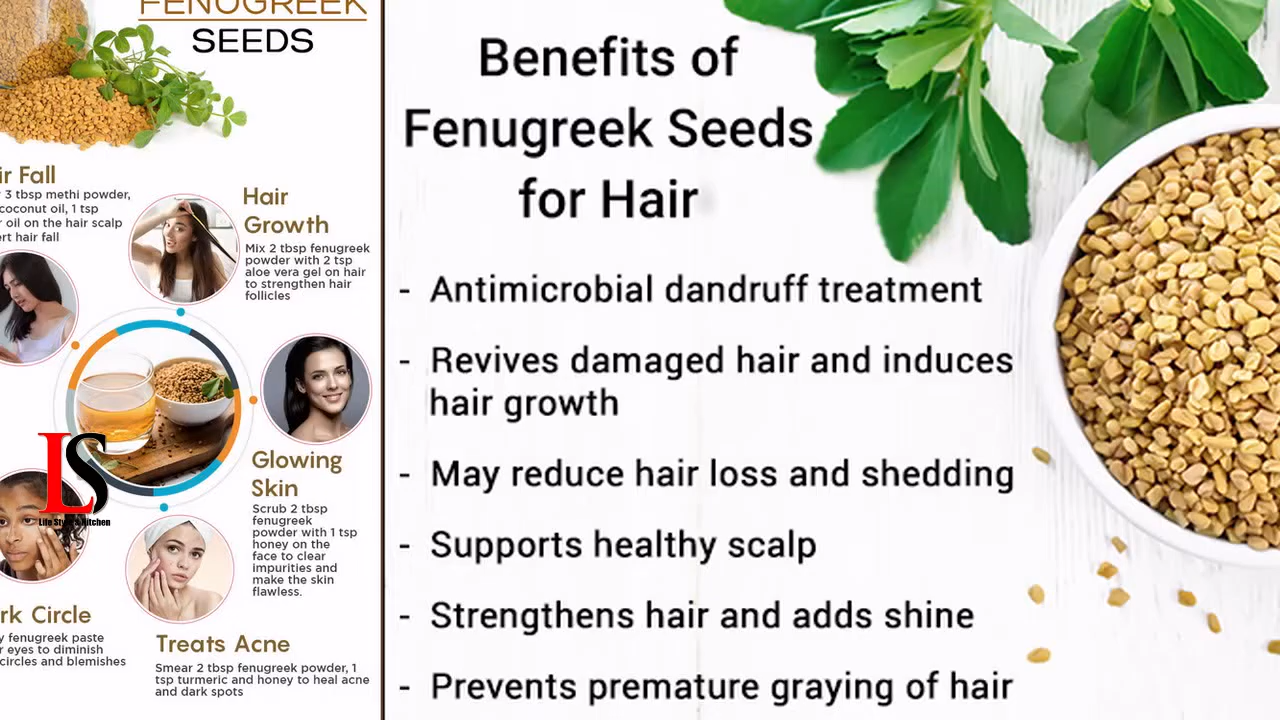 FENUGREEK
SEEDS
ir Fall
3 tbsp methi powder,
coconut oil, 1 tsp
r oil on the hair scalp
ert hair fall
Hair
Growth
Mix 2 tbsp fenugreek
powder with 2 tsp
aloe vera gel on hair
to strengthen hair
follicles
Glowing
Skin
Scrub 2 tbsp
fenugreek
powder with 1 tsp
honey on the
face to clear
impurities and
make the skin
flawless.
LS
Life Style & Kitchen
rk Circle
y fenugreek paste
r eyes to diminish
circles and blemishes
Treats Acne
Smear 2 tbsp fenugreek powder, 1
tsp turmeric and honey to heal acne
and dark spots
Benefits of
Fenugreek Seeds
for Hair
- Antimicrobial dandruff treatment
- Revives damaged hair and induces
hair growth
- May reduce hair loss and shedding
- Supports healthy scalp
- Strengthens hair and adds shine
- Prevents premature graying of hair